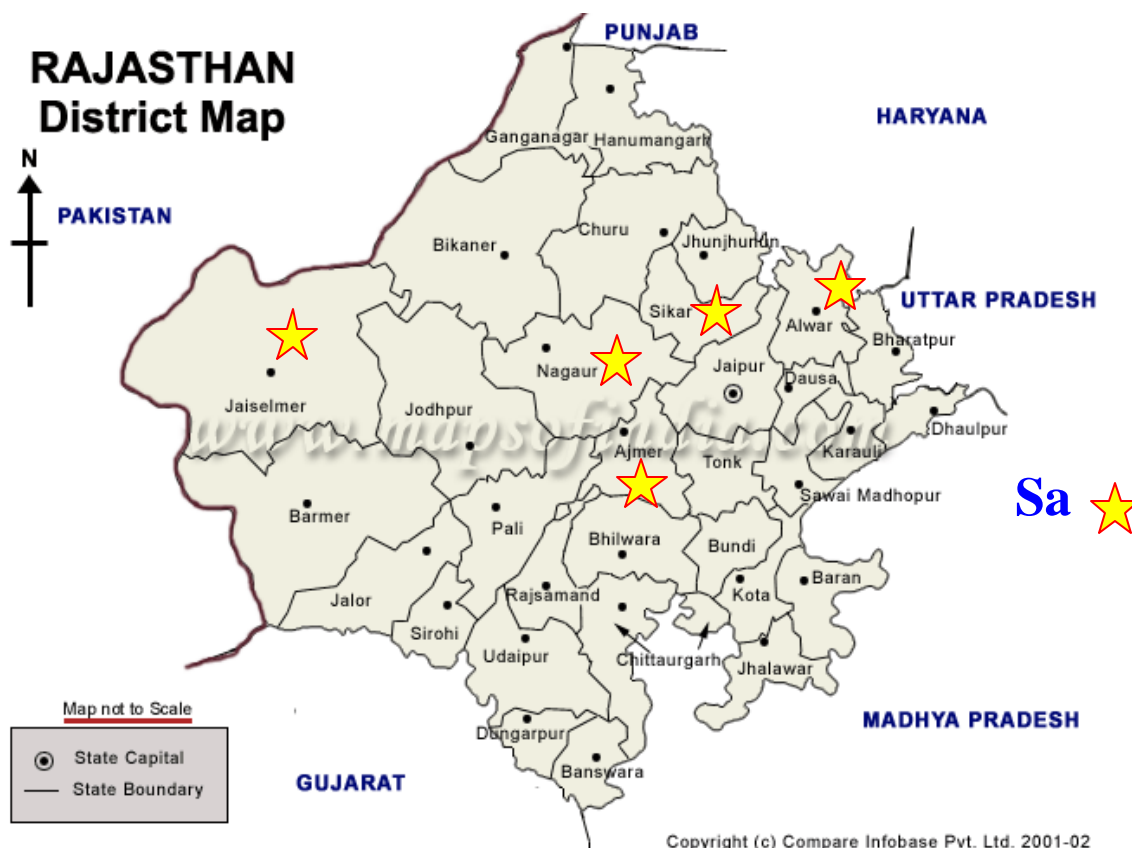 PUNJAB
RAJASTHAN
District Map
HARYANA
Ganganagar
Hanumangarh
N
PAKISTAN
Churu
Bikaner
Jhunjhunun
UTTAR PRADESH
Sikar
Alwar
Bharatpur
Nagaur
Jaipur
Dausa
Jaiselmer
Jodhpur
www.mapsofindia.com
Dhaulpur
Ajmer
Tonk
Karauli
Sawai Madhopur
Sa
Barmer
Pali
Bhilwara
Bundi
Baran
Jalor
Rajsamand
Kota
Sirohi
Udaipur
Chittaurgarh
Jhalawar
Map not to Scale
MADHYA PRADESH
Dungarpur
State Capital
Banswara
GUJARAT
State Boundary
Copyright (c) Compare Infobase Pvt. Ltd. 2001-02